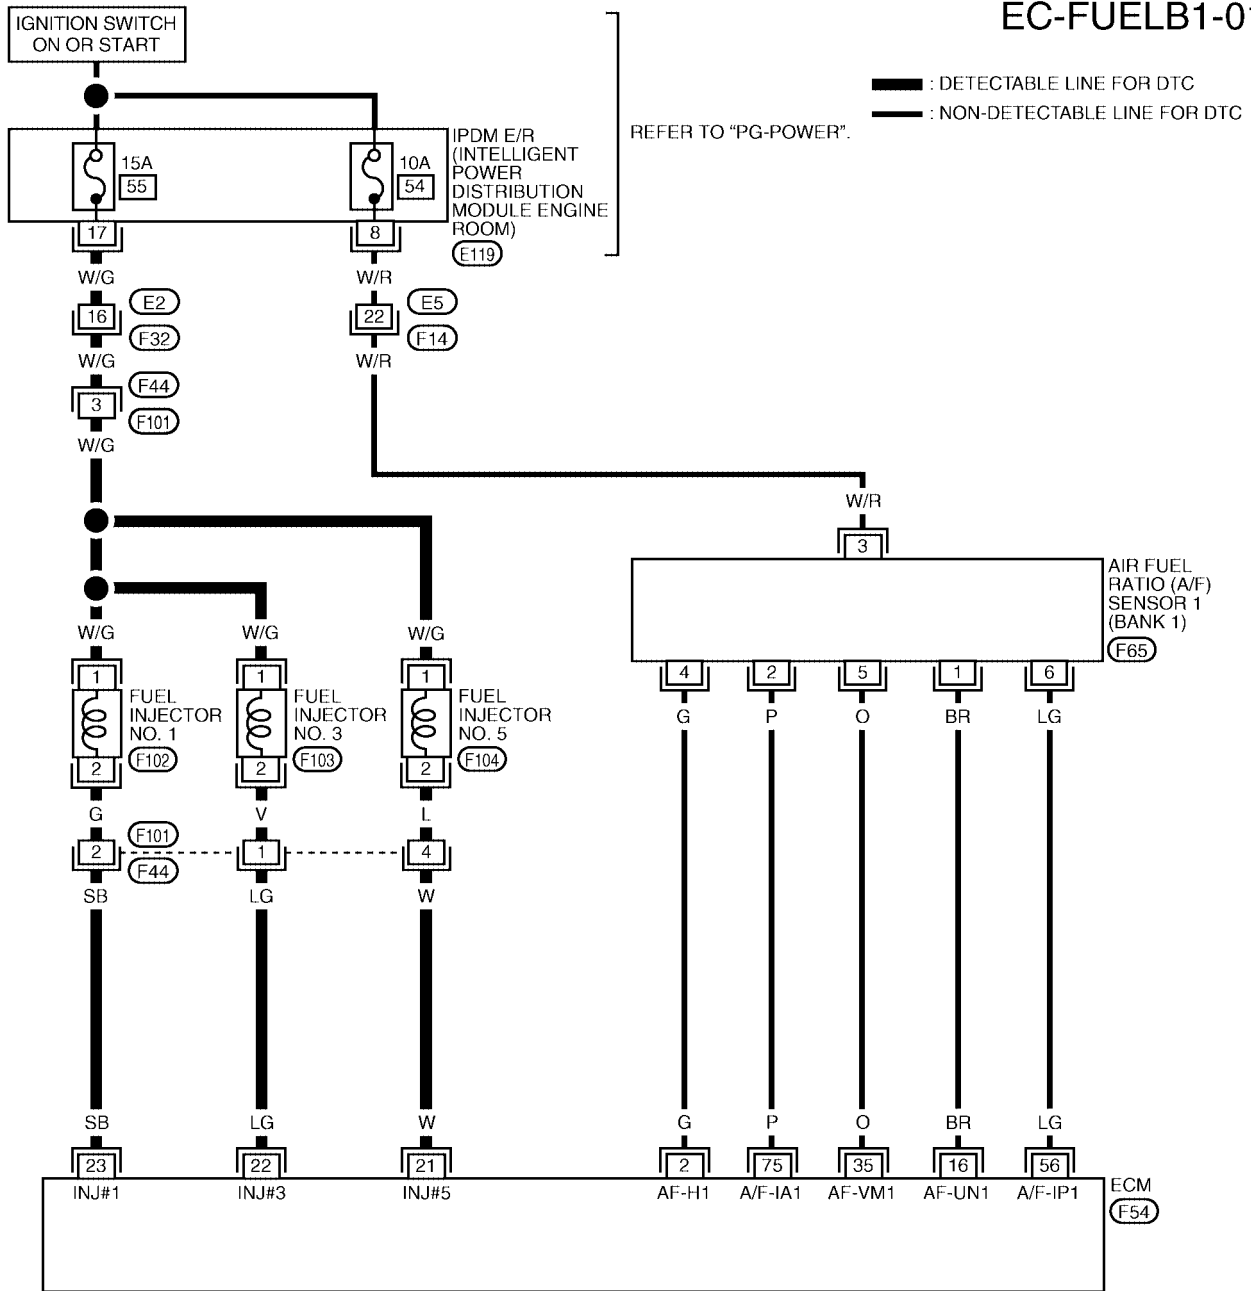 EC-FUELB1-01
IGNITION SWITCH
ON OR START
: DETECTABLE LINE FOR DTC
: NON-DETECTABLE LINE FOR DTC
REFER TO “PG-POWER”.
15A
55
10A
54
IPDM E/R
(INTELLIGENT
POWER
DISTRIBUTION
MODULE ENGINE
ROOM)
E119
17
8
W/G
W/R
16
E2
F32
22
E5
F14
W/G
W/R
3
F44
F101
W/G
W/R
3
AIR FUEL
RATIO (A/F)
SENSOR 1
(BANK 1)
F65
W/G
W/G
W/G
1
1
1
4
2
5
1
6
FUEL
INJECTOR
NO. 1
F102
FUEL
INJECTOR
NO. 3
F103
FUEL
INJECTOR
NO. 5
F104
2
2
2
G
P
O
BR
LG
G
V
L
F101
2
1
4
F44
SB
LG
W
SB
LG
W
G
P
O
BR
LG
23
22
21
2
75
35
16
56
INJ#1
INJ#3
INJ#5
AF-H1
A/F-IA1
AF-VM1
AF-UN1
A/F-IP1
ECM
F54